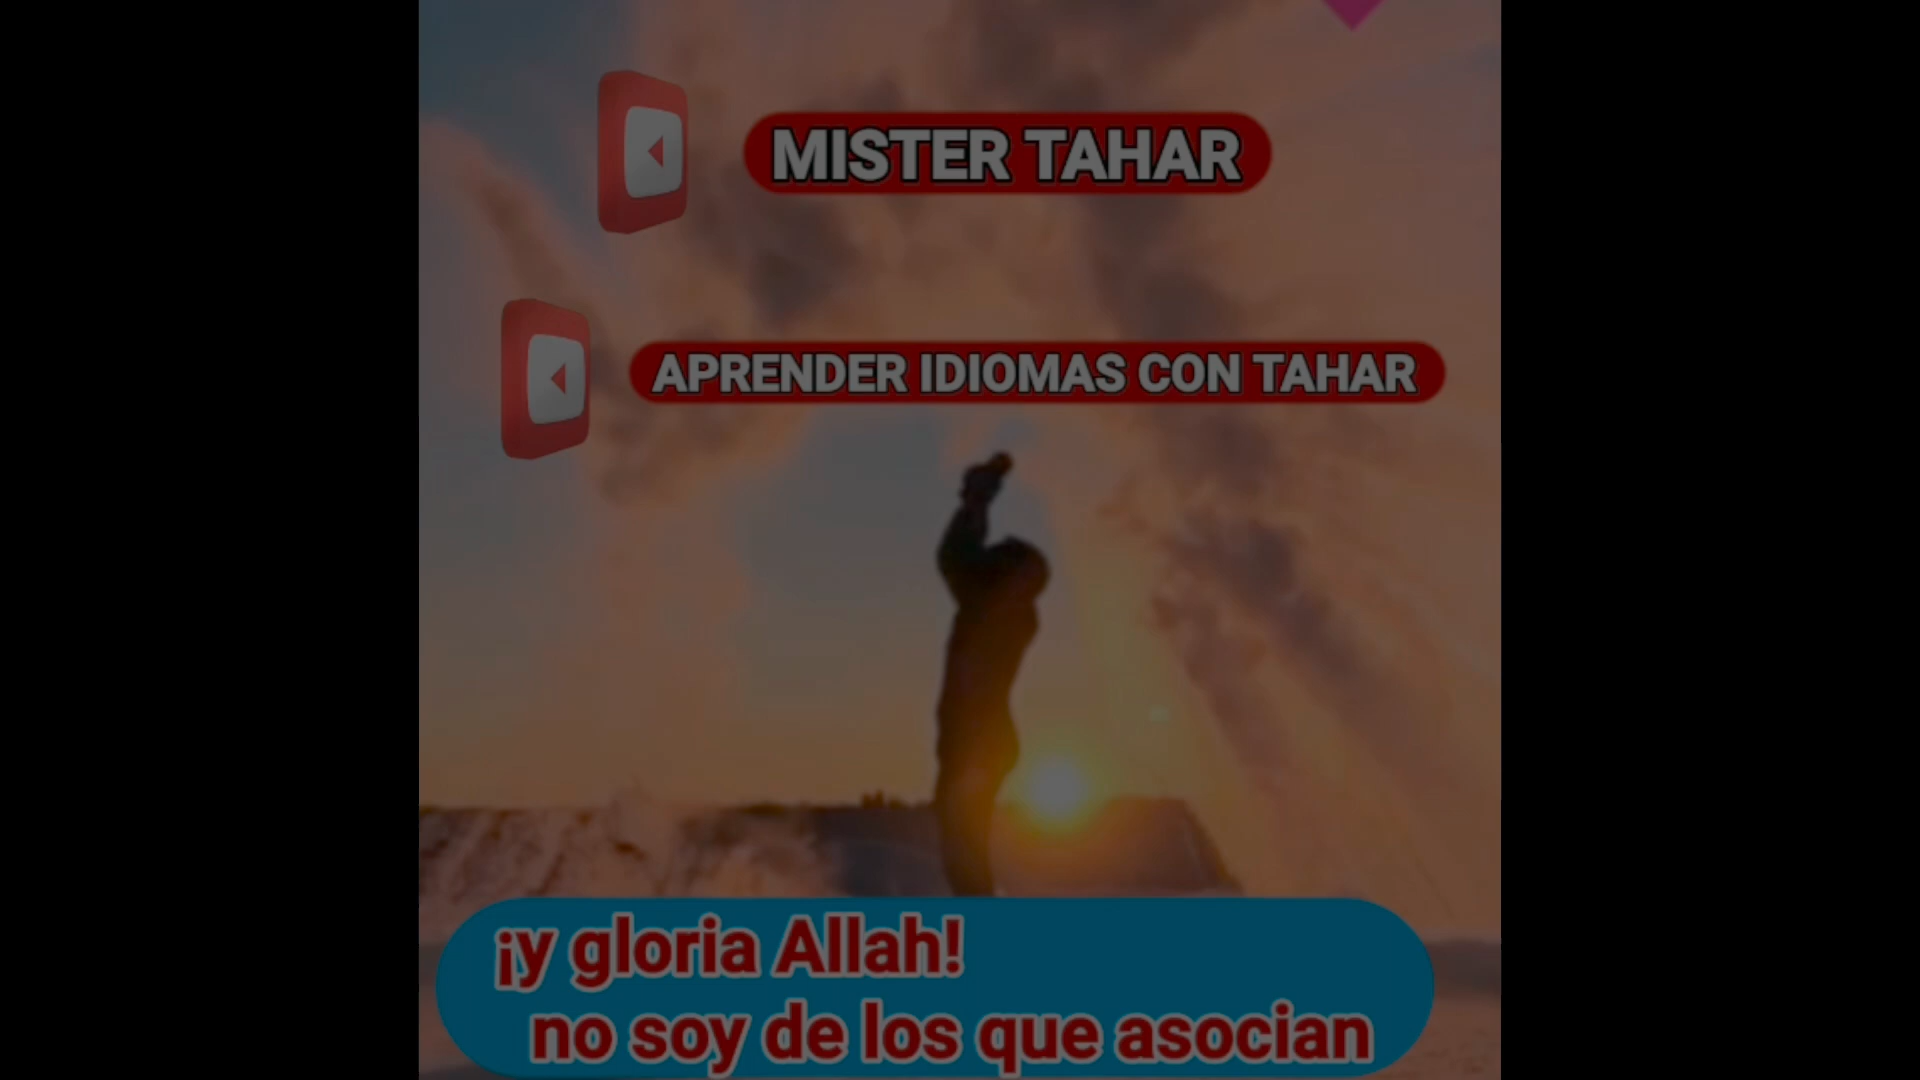 MISTER TAHAR
APRENDER IDIOMAS CON TAHAR
¡y gloria Allah!
no soy de los que asocian